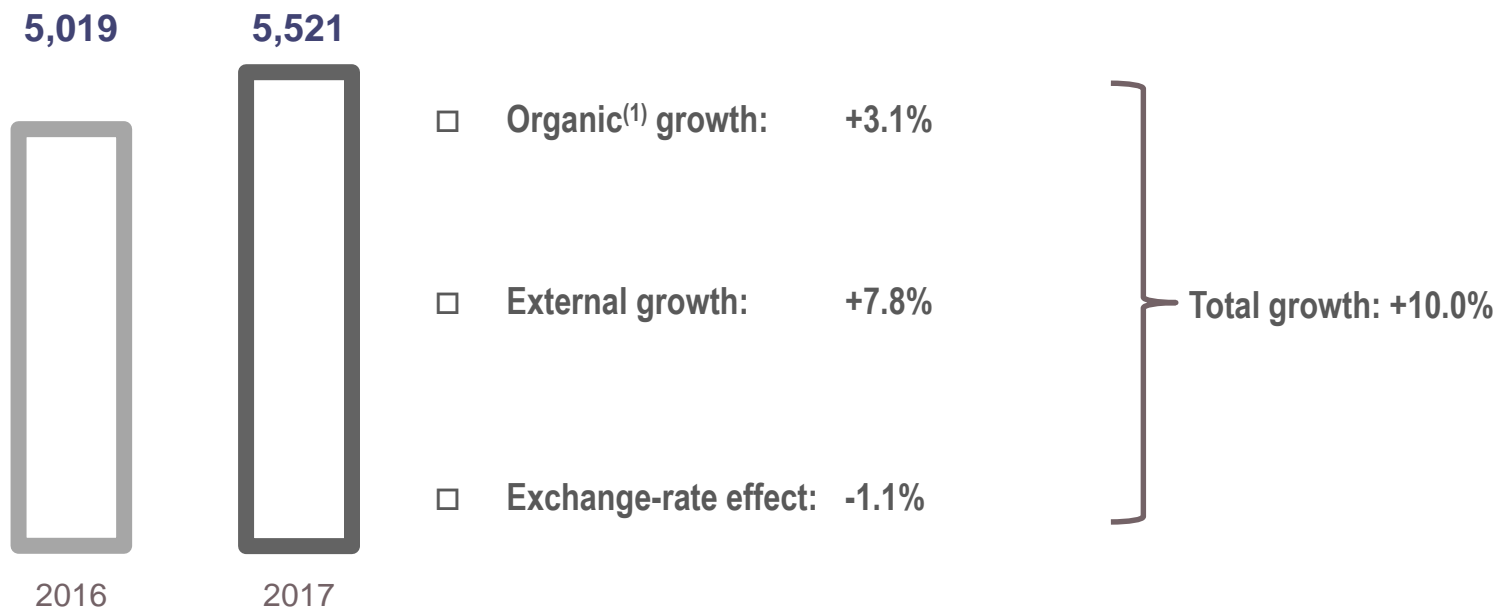 5,019 5,521
Organic(1) growth: +3.1%
External growth: +7.8%
Total growth: +10.0%
Exchange-rate effect: -1.1%
2016 2017